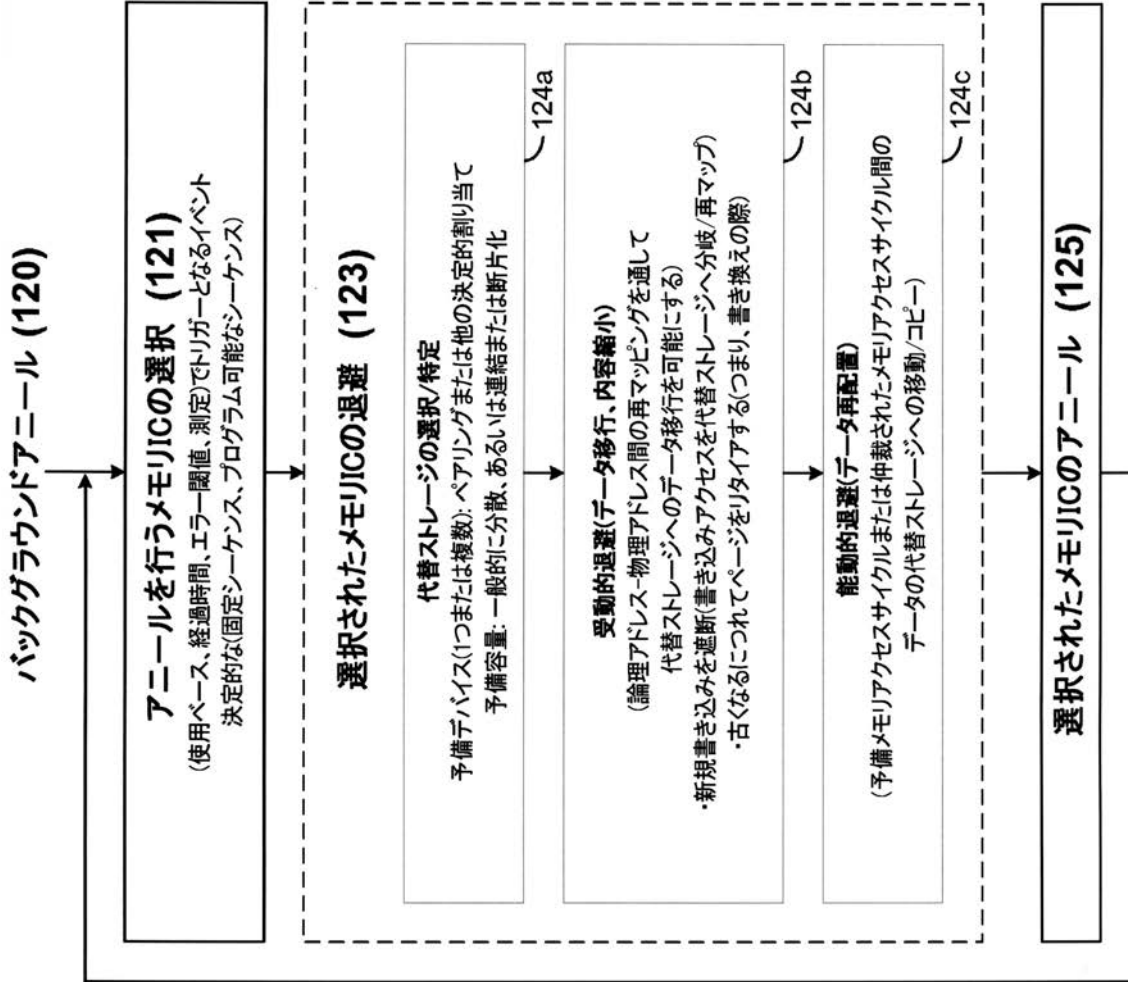 バックグラウンドアニール (120)
アニールを行うメモリICの選択 (121)
(使用ベース、経過時間、エラー閾値、測定)でトリガーとなるイベント
決定的な(固定シーケンス、プログラム可能なシーケンス)
選択されたメモリICの退避 (123)
代替ストレージの選択/特定
予備デバイス(1つまたは複数): ペアリングまたは他の決定的割り当て
予備容量: 一般的に分散、あるいは連結または断片化
124a
受動的退避(データ移行、内容縮小)
(論理アドレス-物理アドレス間の再マッピングを通して
代替ストレージへのデータ移行を可能にする)
・新規書き込みを遮断(書き込みアクセスを代替ストレージへ分岐/再マップ)
・古くなるにつれてページをリタイアする(つまり、書き換えの際)
124b
能動的退避(データ再配置)
(予備メモリアクセスサイクルまたは仲裁されたメモリアクセスサイクル間の
データの代替ストレージへの移動/コピー)
124c
選択されたメモリICのアニール (125)